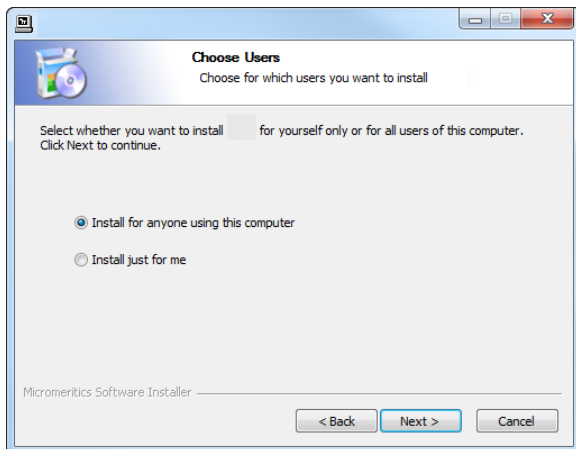 Choose Users
Choose for which users you want to install
Select whether you want to install for yourself only or for all users of this computer.
Click Next to continue.
Install for anyone using this computer
Install just for me
Micromeritics Software Installer
< Back
Next >
Cancel